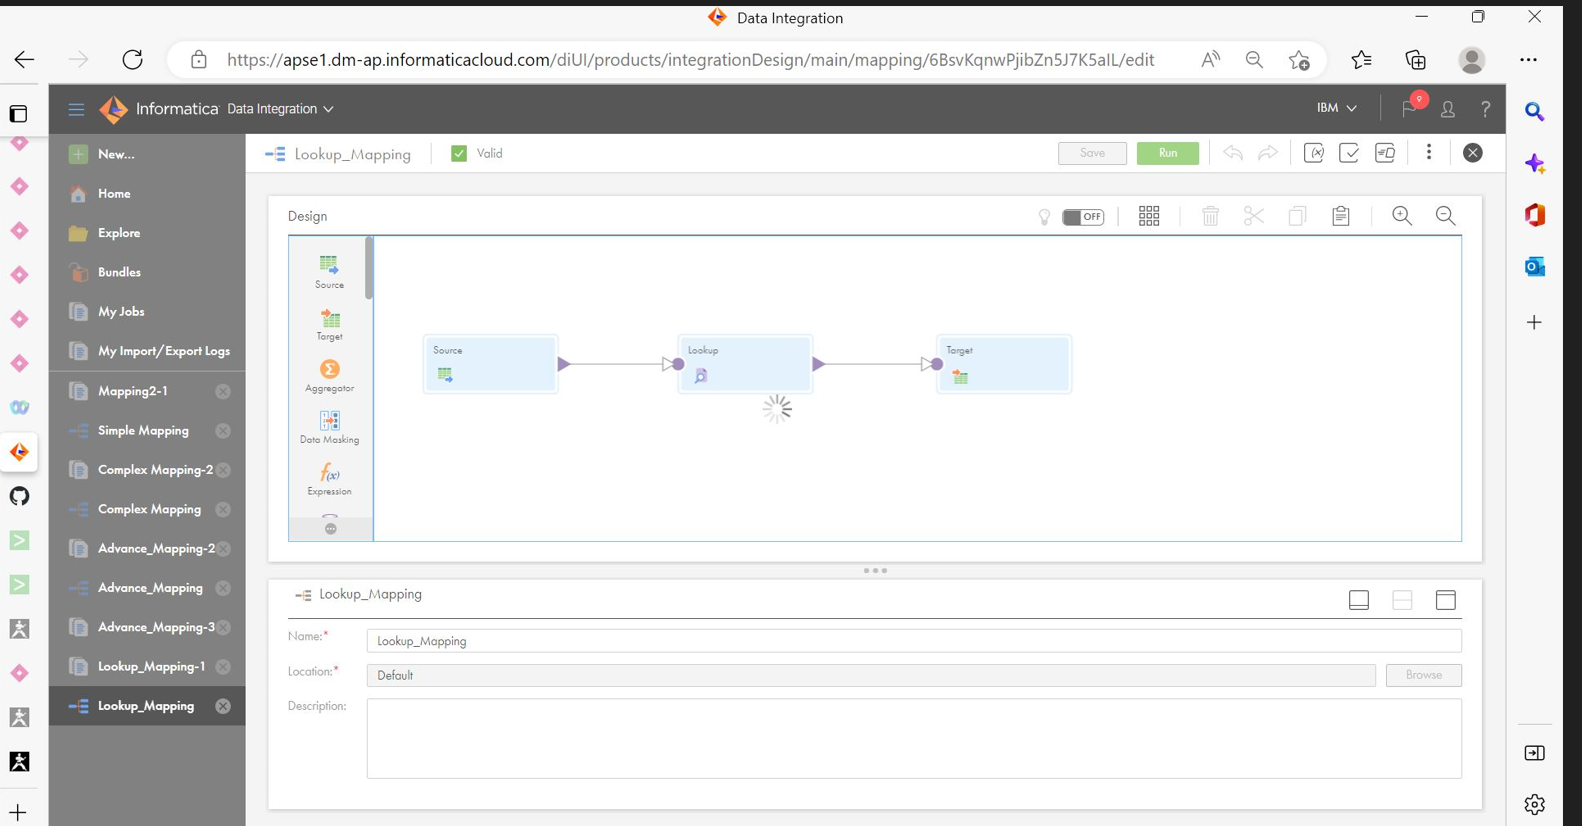 Data Integration
https://apse1.dm-ap.informaticacloud.com/diUI/products/integrationDesign/main/mapping/6BsvKqnwPjibZn5J7K5aIL/edit
Informatica Data Integration
IBM
9
?
New...
Home
Explore
Bundles
My Jobs
My Import/Export Logs
Mapping2-1
Simple Mapping
Complex Mapping-2
Complex Mapping
Advance_Mapping-2
Advance_Mapping
Advance_Mapping-3
Lookup_Mapping-1
Lookup_Mapping
Lookup_Mapping
Valid
Save
Run
Design
OFF
Source
Target
Aggregator
Data Masking
f(x)
Expression
Source
Lookup
Target
Lookup_Mapping
Name:*
Lookup_Mapping
Location:*
Default
Browse
Description: